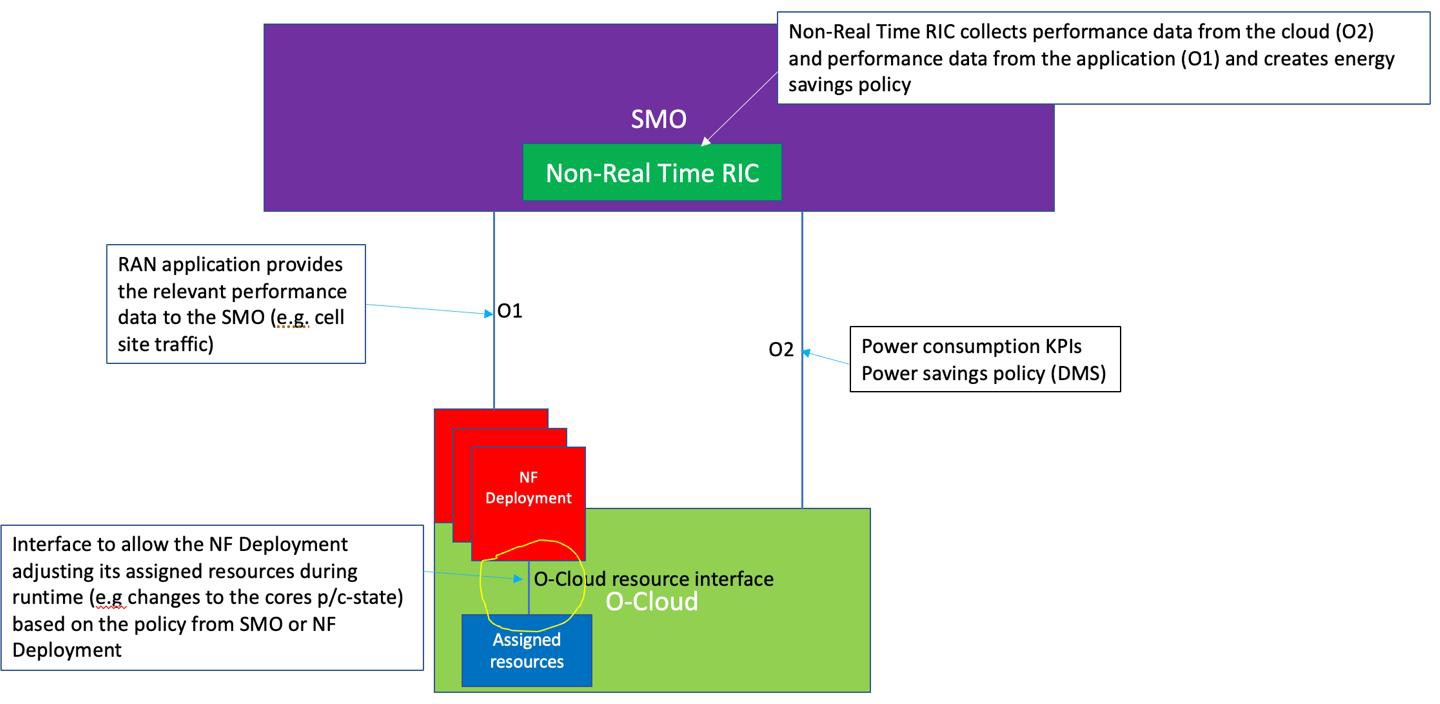 Non-Real Time RIC collects performance data from the cloud (O2)
and performance data from the application (O1) and creates energy
savings policy
SMO
Non-Real Time RIC
RAN application provides
the relevant performance
data to the SMO (e.g. cell
site traffic)
O1
O2
Power consumption KPIs
Power savings policy (DMS)
NF
Deployment
Interface to allow the NF Deployment
adjusting its assigned resources during
runtime (e.g changes to the cores p/c-state)
based on the policy from SMO or NF
Deployment
O-Cloud resource interface
O-Cloud
Assigned
resources